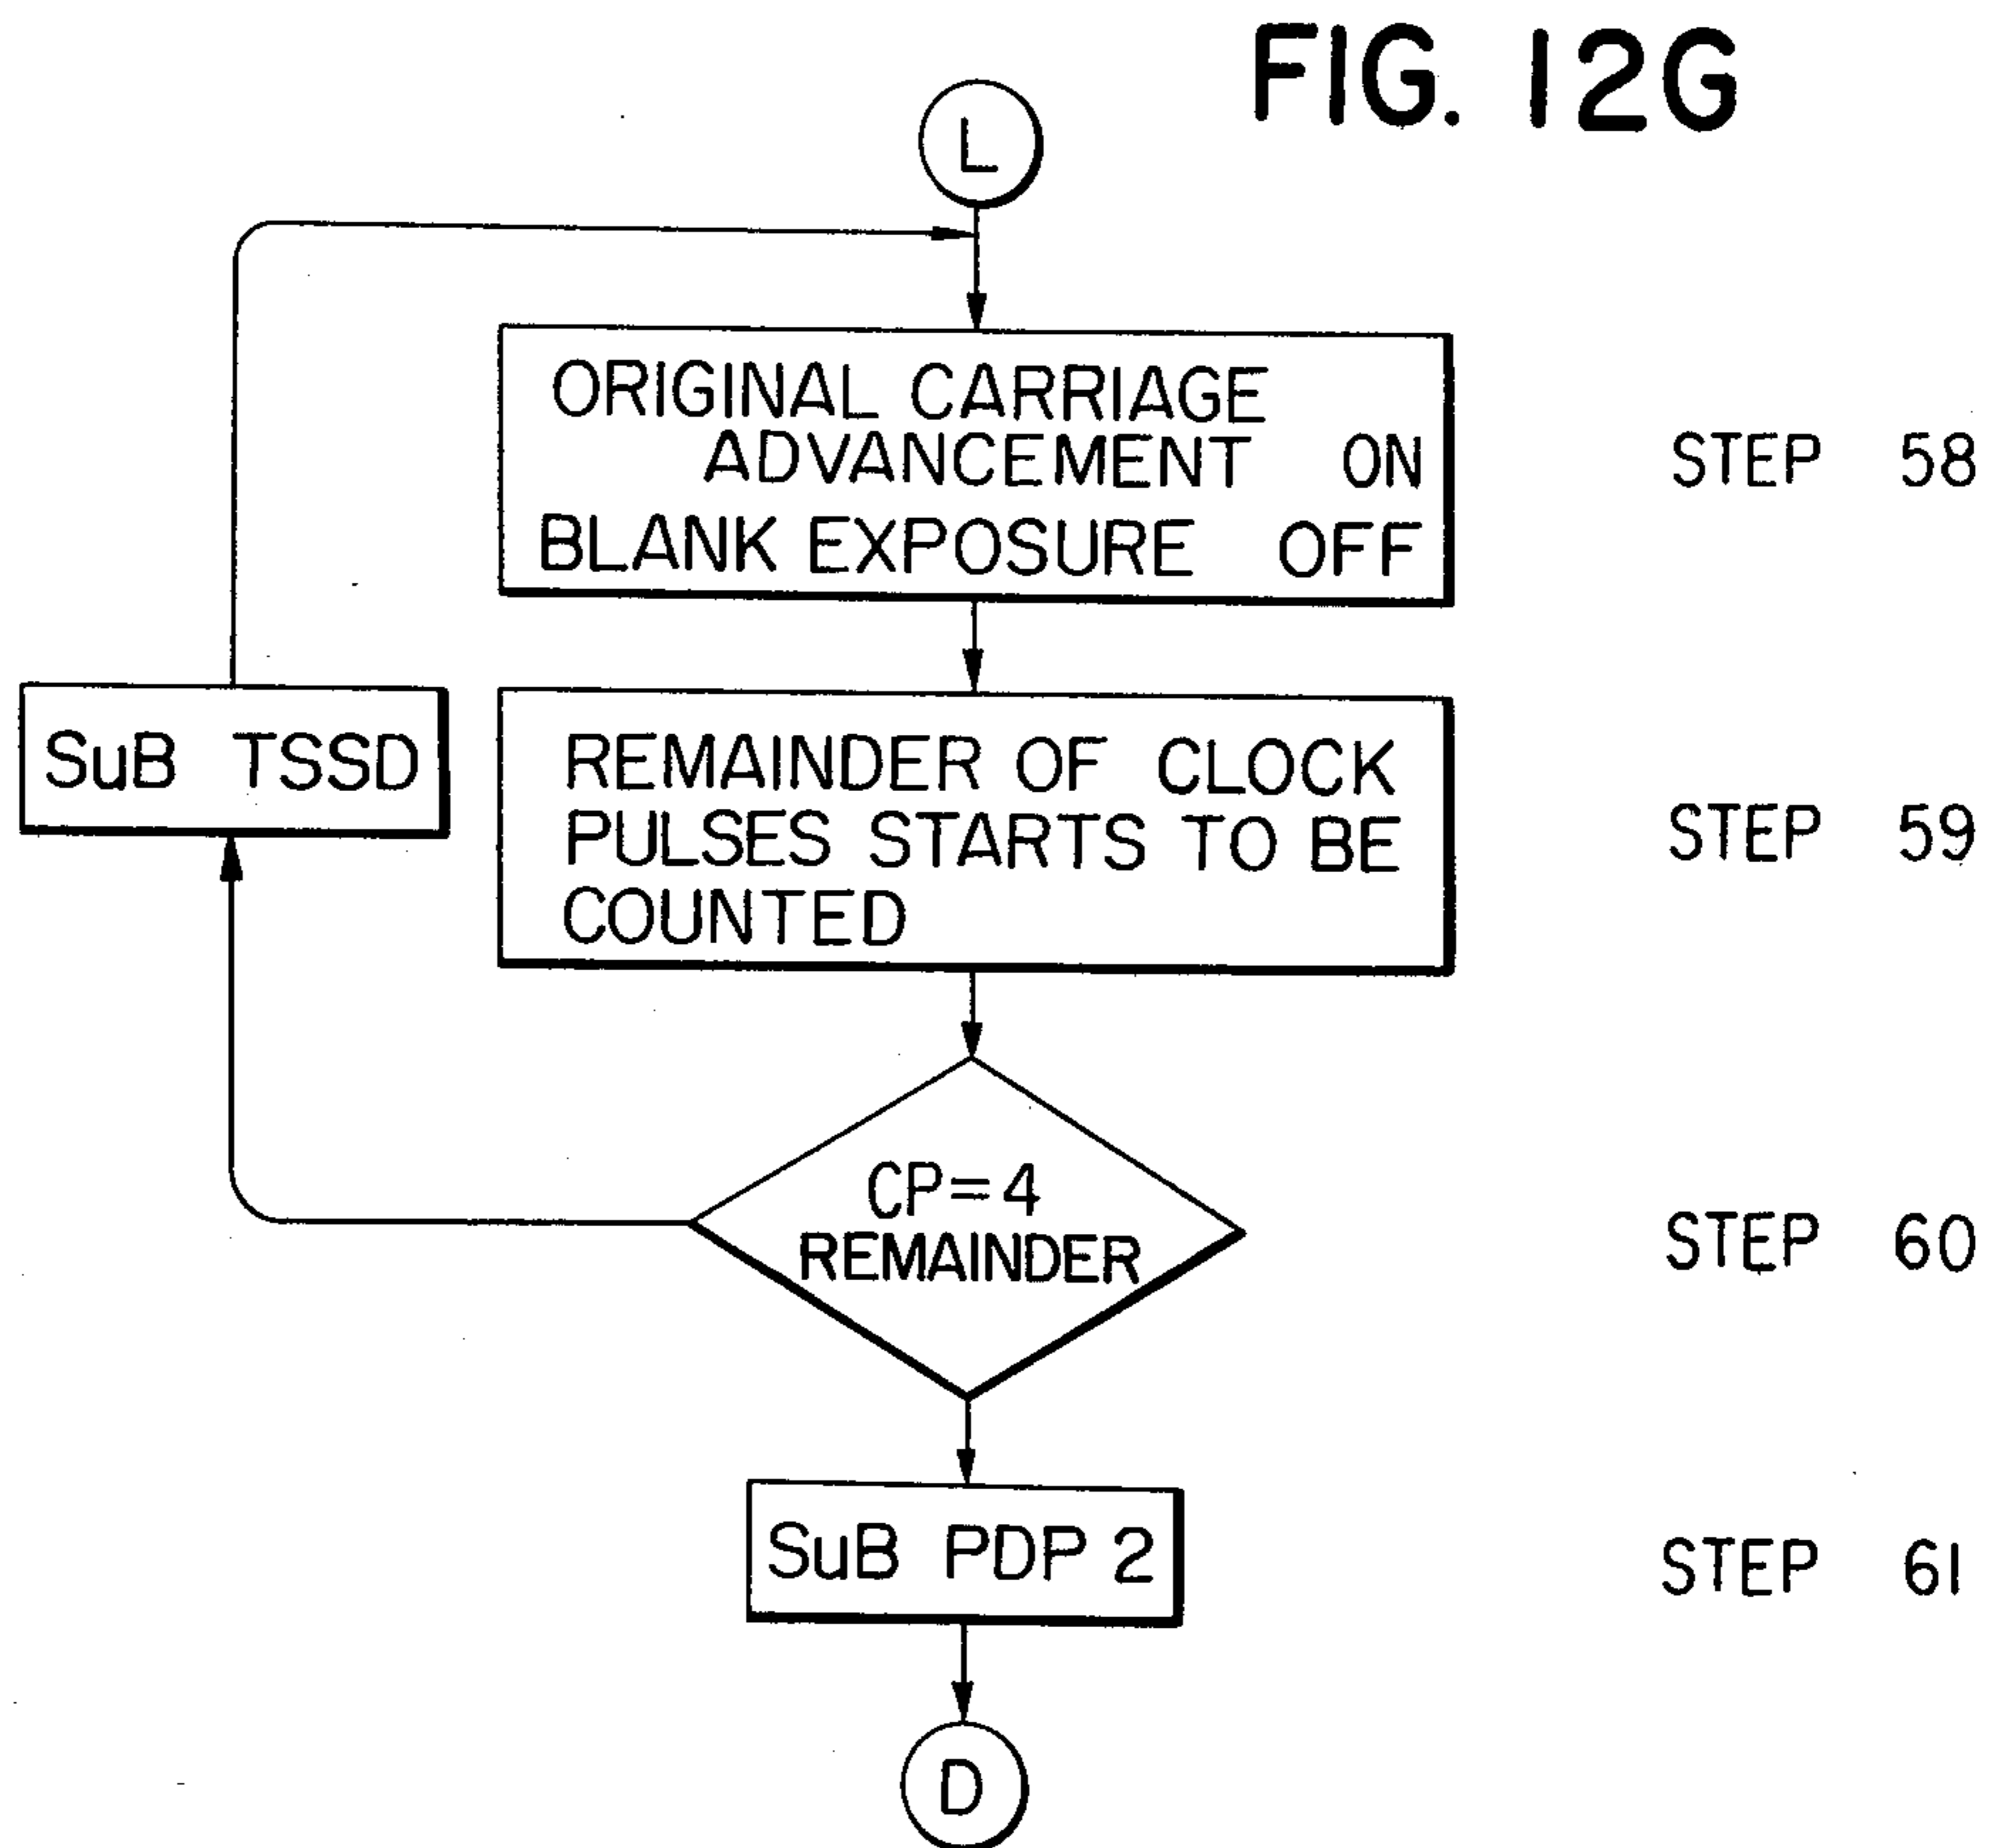 FIG. 12G
L
ORIGINAL CARRIAGE
ADVANCEMENT ON
BLANK EXPOSURE OFF
STEP 58
SuB TSSD
REMAINDER OF CLOCK
PULSES STARTS TO BE
COUNTED
STEP 59
CP=4
REMAINDER
STEP 60
SuB PDP 2
STEP 61
D